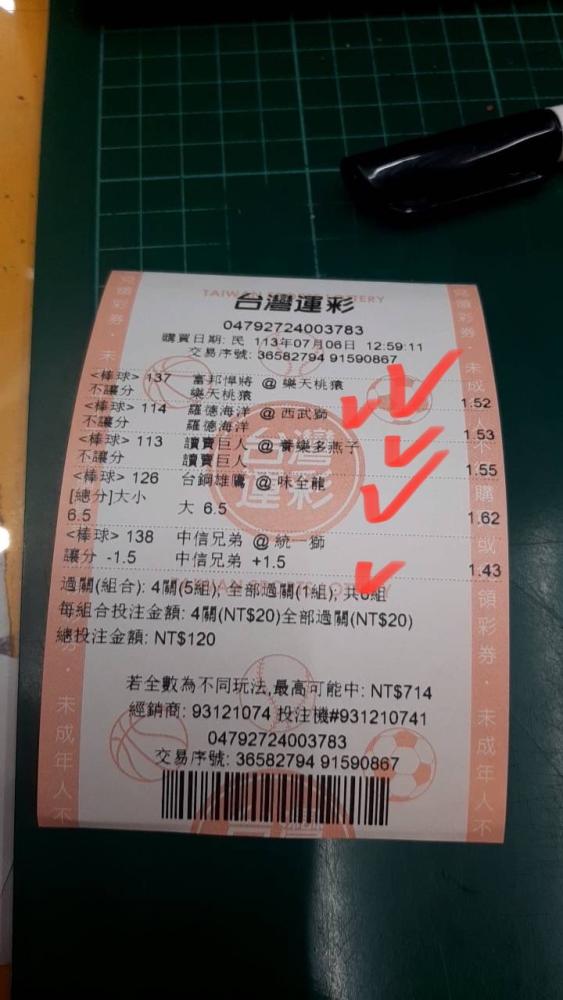 TAIWAN SPORTS LOTTERY
台灣運彩
04792724003783
購買日期: 民 113年07月06日 12:59:11
交易序號: 36582794 91590867
<棒球> 137 富邦悍將 @ 樂天桃猿
不讓分 樂天桃猿 1.52
<棒球> 114 羅德海洋 @ 西武獅
不讓分 羅德海洋 1.53
<棒球> 113 讀賣巨人 @ 養樂多燕子
不讓分 讀賣巨人 1.55
<棒球> 126 台鋼雄鷹 @ 味全龍
[總分]大小
6.5 大 6.5 1.62
<棒球> 138 中信兄弟 @ 統一獅
讓分 -1.5 中信兄弟 +1.5 1.43
過關(組合): 4關(5組), 全部過關(1組), 共6組
每組合投注金額: 4關(NT$20)全部過關(NT$20)
總投注金額: NT$120
若全數為不同玩法,最高可能中: NT$714
經銷商: 93121074 投注機#931210741
04792724003783
交易序號: 36582794 91590867
台灣運彩
領彩券·未成年人不